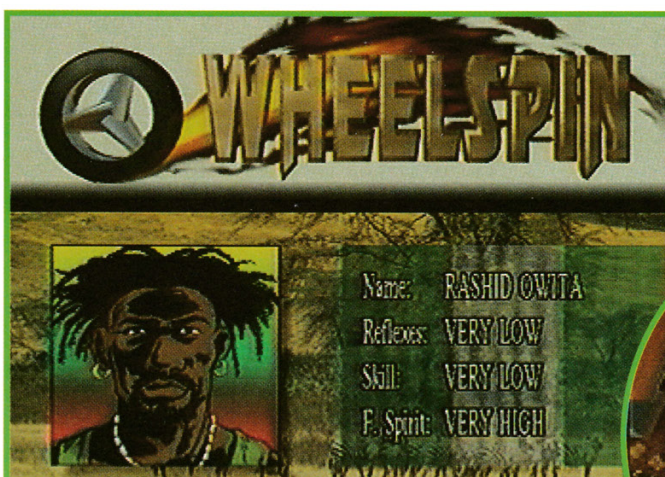 WHEELSPIN
Name: RASHID OWITA
Reflexes: VERY LOW
Skill: VERY LOW
F. Spirit: VERY HIGH